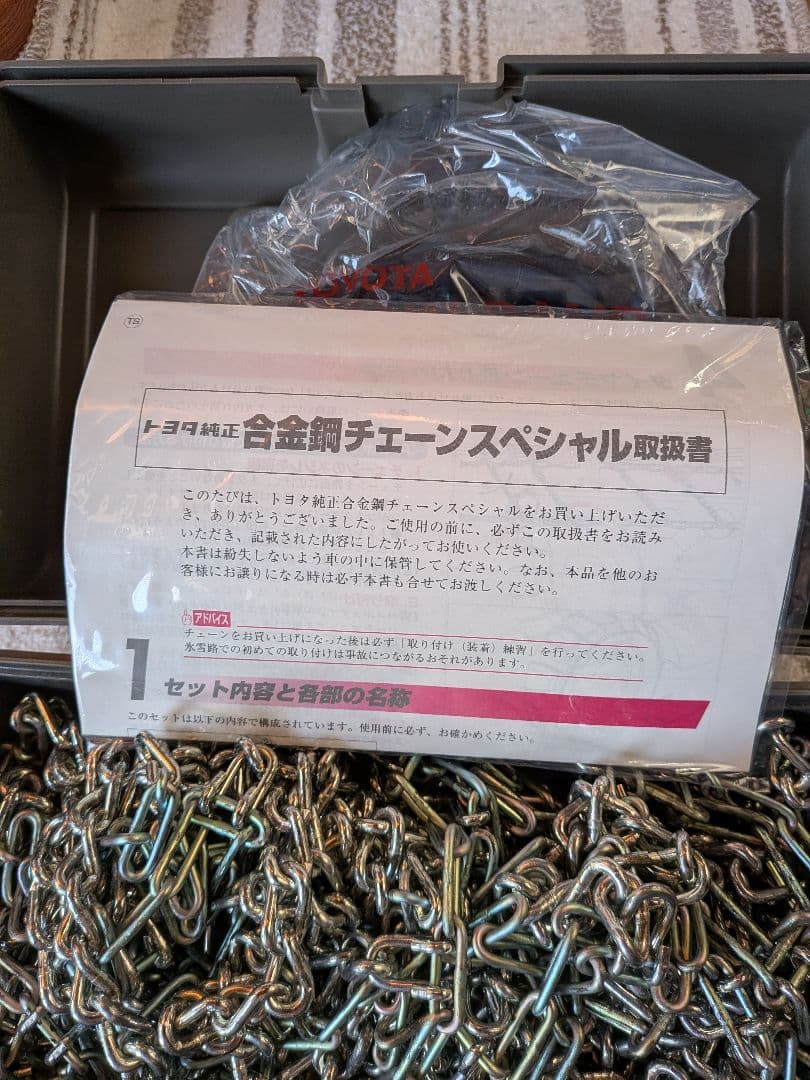 TOYOTA
TS
トヨタ純正 合金鋼チェーンスペシャル取扱書
このたびは、トヨタ純正合金鋼チェーンスペシャルをお買い上げいただ
き、ありがとうございました。ご使用の前に、必ずこの取扱書をお読み
いただき、記載された内容にしたがってお使いください。
本書は紛失しないよう車の中に保管してください。なお、本品を他のお
客様にお譲りになる時は必ず本書も合せてお渡しください。
アドバイス
チェーンをお買い上げになった後は必ず「取り付け（装着）練習」を行ってください。
氷雪路での初めての取り付けは事故につながるおそれがあります。
1 セット内容と各部の名称
このセットは以下の内容で構成されています。使用前に必ず、お確かめください。